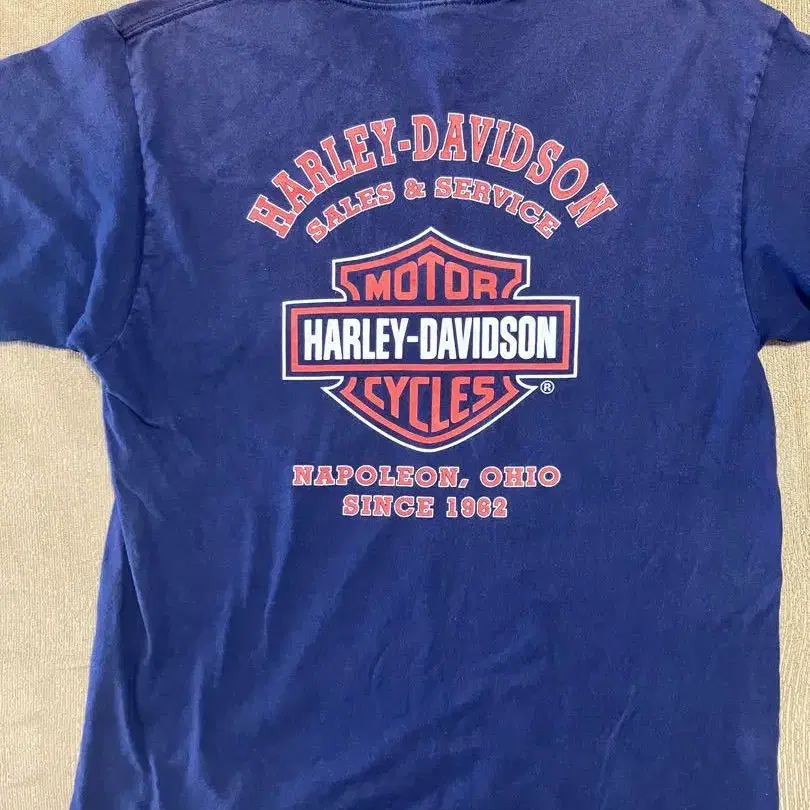 HARLEY-DAVIDSON
SALES & SERVICE
MOTOR
HARLEY-DAVIDSON
CYCLES
®
NAPOLEON, OHIO
SINCE 1962